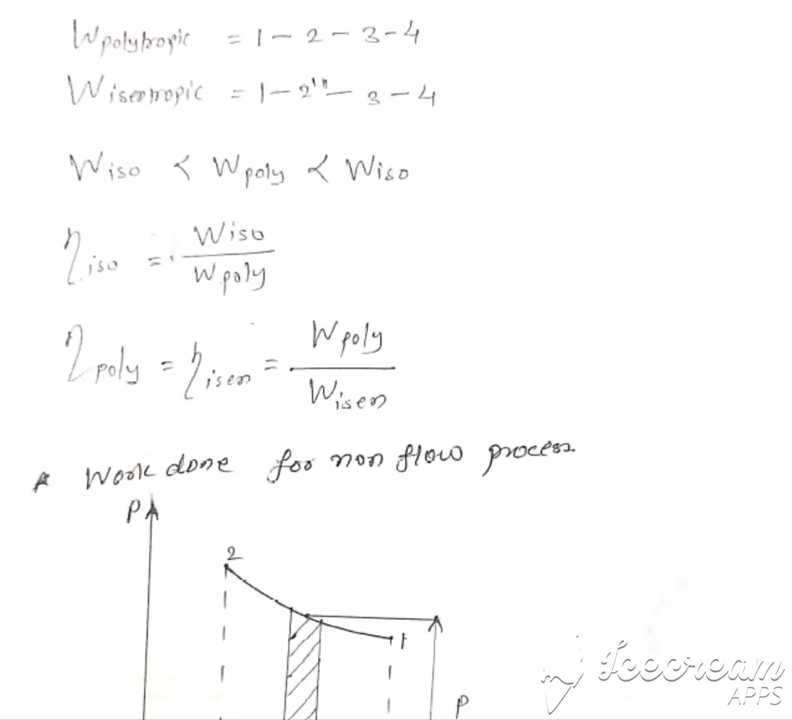 Wpolytropic = 1 - 2 - 3 - 4
Wisentropic = 1 - 2''' - 3 - 4
Wiso < Wpoly < Wiso
ηiso = Wiso / Wpoly
ηpoly = ηisen = Wpoly / Wisen
Work done for non flow process
P
2
1
P
Icecream
APPS